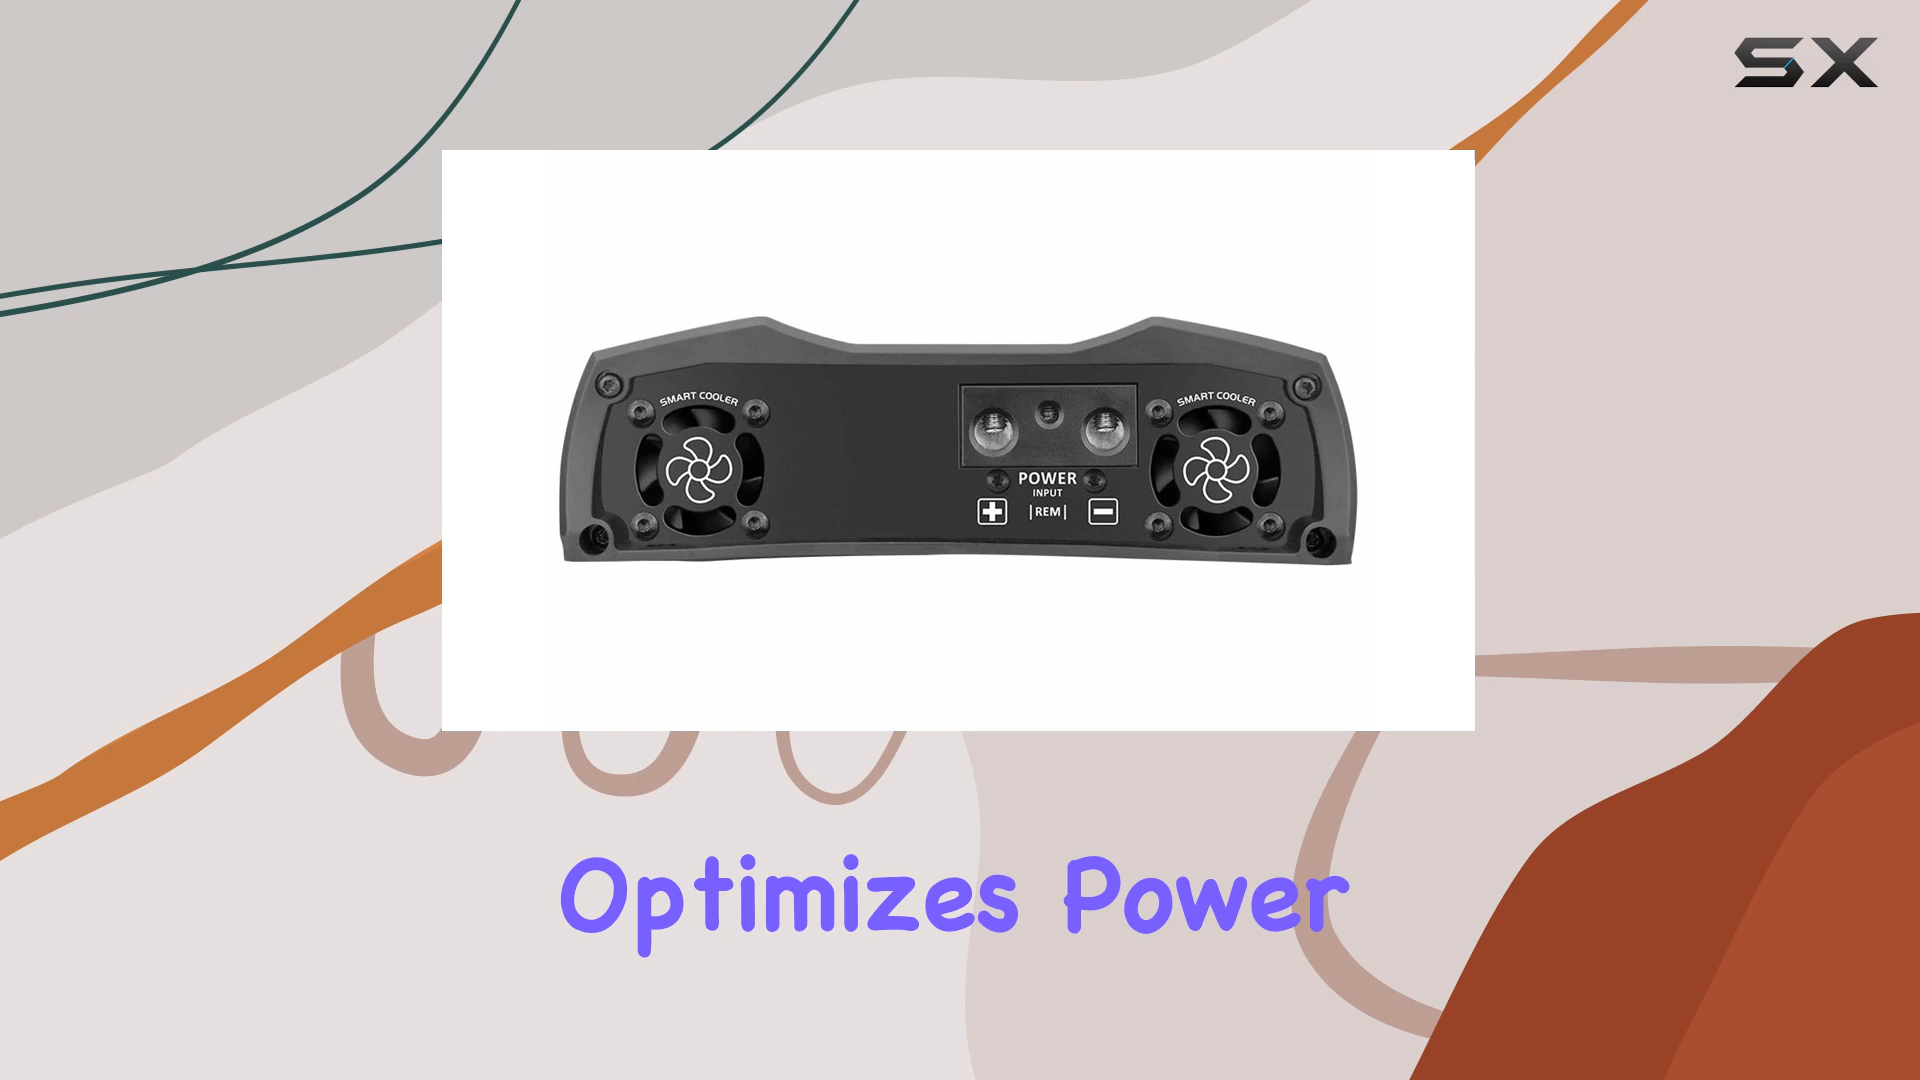 SX
SMART COOLER
SMART COOLER
POWER
INPUT
+ |REM| −
Optimizes Power